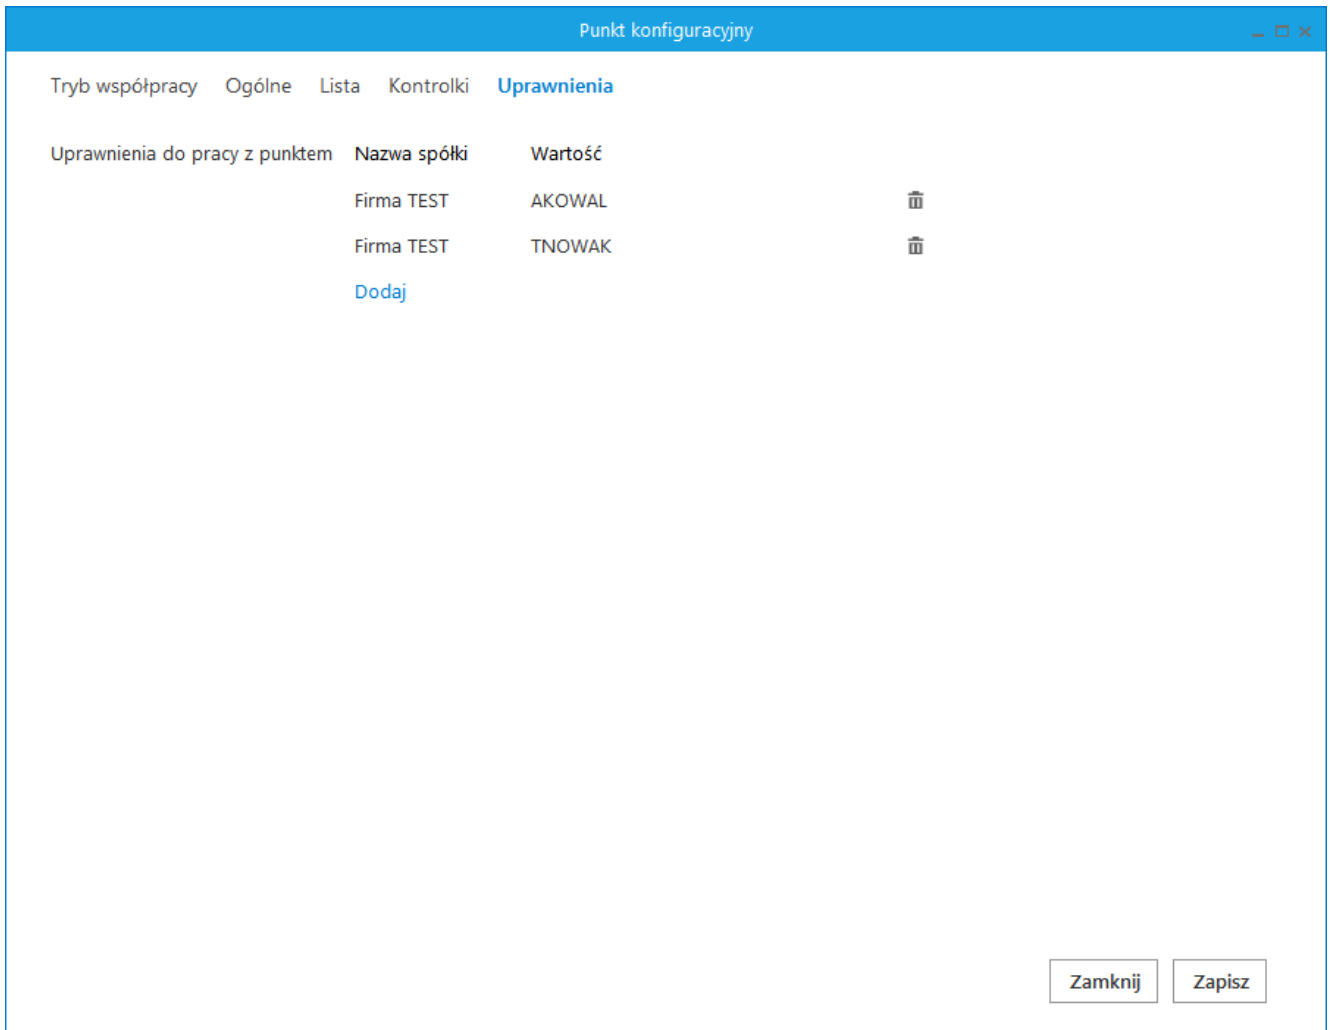 Punkt konfiguracyjny
Tryb współpracy Ogólne Lista Kontrolki Uprawnienia
Uprawnienia do pracy z punktem Nazwa spółki Wartość
Firma TEST AKOWAL
Firma TEST TNOWAK
Dodaj
Zamknij Zapisz